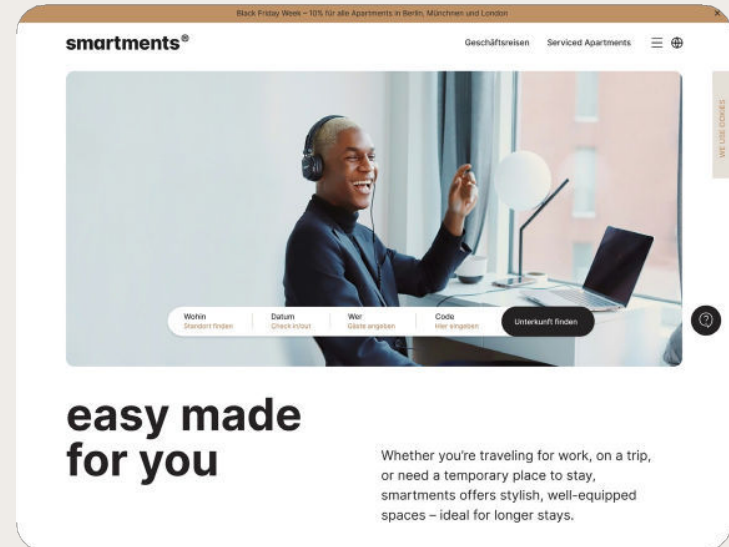 Black Friday Week – 10% für alle Apartments in Berlin, Münchnen und London
smartments®
Geschäftsreisen Serviced Apartments
WE USE COKIES
Wohin Datum Wer Code
Standort finden Check in/out Gäste angeben Hier eingeben
Unterkunft finden
easy made
for you
Whether you're traveling for work, on a trip,
or need a temporary place to stay,
smartments offers stylish, well-equipped
spaces – ideal for longer stays.